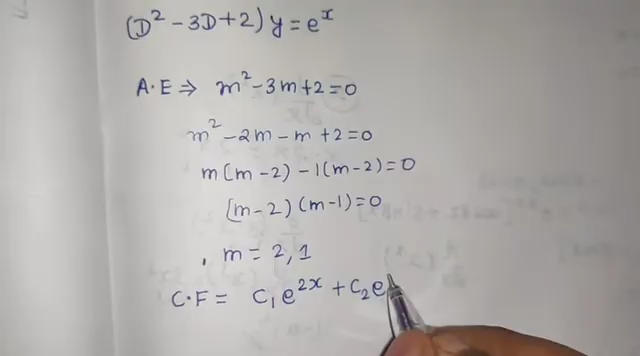 (D² - 3D + 2) y = eˣ
A.E ⇒ m² - 3m + 2 = 0
m² - 2m - m + 2 = 0
m(m - 2) - 1(m - 2) = 0
(m - 2) (m - 1) = 0
m = 2, 1
C.F = C₁e²ˣ + C₂e